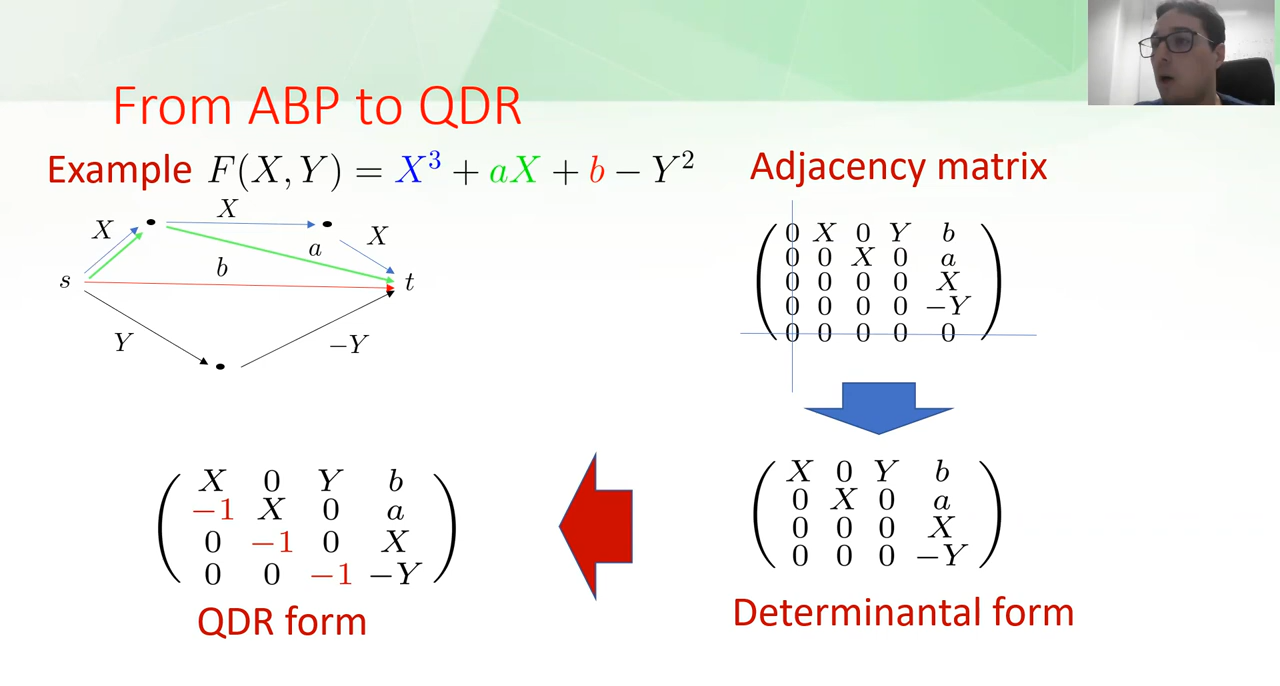 From ABP to QDR
Example F(X, Y) = X³ + aX + b − Y²
Adjacency matrix
X
X
X
a
b
s
t
Y
−Y
0 X 0 Y b
0 0 X 0 a
0 0 0 0 X
0 0 0 0 −Y
0 0 0 0 0
X 0 Y b
−1 X 0 a
0 −1 0 X
0 0 −1 −Y
QDR form
X 0 Y b
0 X 0 a
0 0 0 X
0 0 0 −Y
Determinantal form